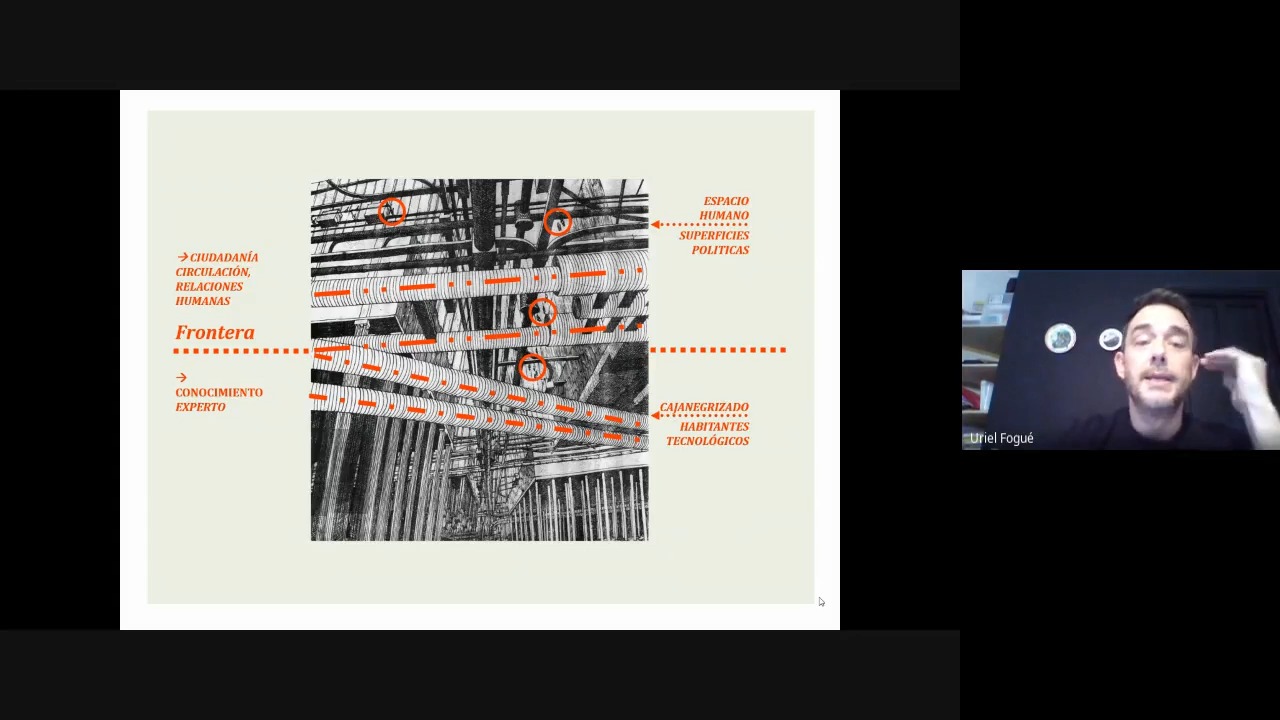 → CIUDADANÍA
CIRCULACIÓN,
RELACIONES
HUMANAS
Frontera
→
CONOCIMIENTO
EXPERTO
ESPACIO
HUMANO
SUPERFICIES
POLITICAS
CAJANEGRIZADO
HABITANTES
TECNOLÓGICOS
Uriel Fogué